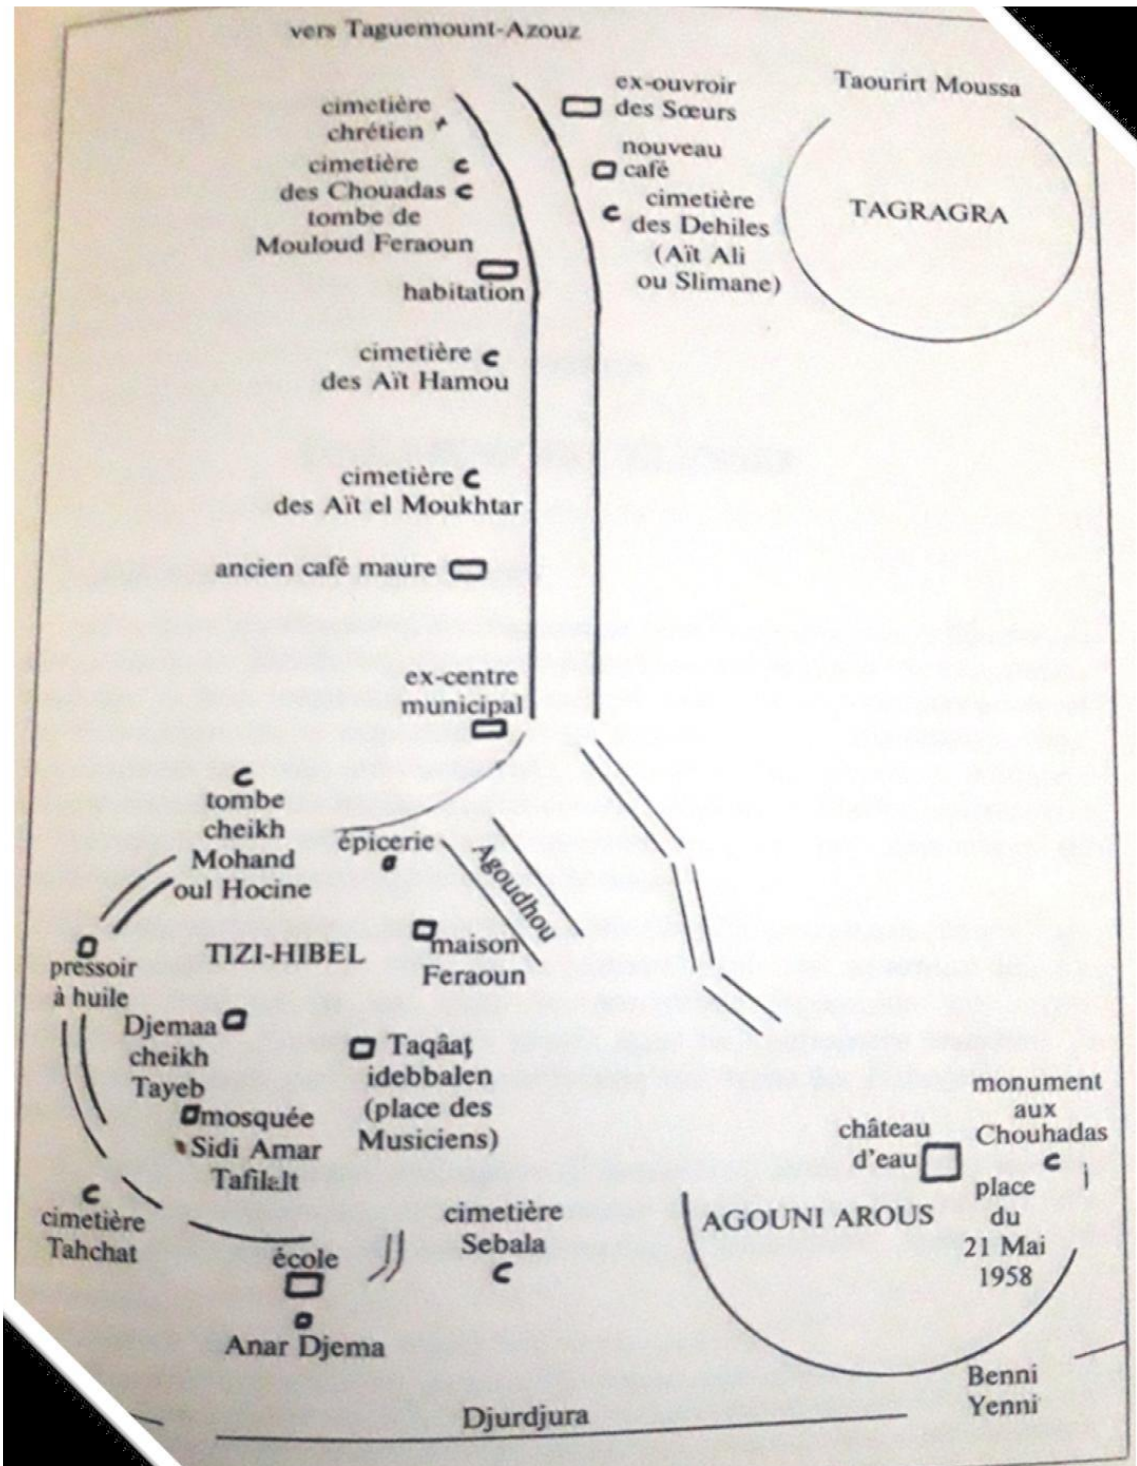 vers Taguemount-Azouz
cimetière
chrétien
cimetière
des Chouadas
tombe de
Mouloud Feraoun
habitation
ex-ouvroir
des Sœurs
nouveau
café
cimetière
des Dehiles
(Aït Ali
ou Slimane)
Taourirt Moussa
TAGRAGRA
cimetière
des Aït Hamou
cimetière
des Aït el Moukhtar
ancien café maure
ex-centre
municipal
tombe
cheikh
Mohand
oul Hocine
épicerie
Agoudhou
TIZI-HIBEL
maison
Feraoun
pressoir
à huile
Djemaa
cheikh
Tayeb
Taqâaţ
idebbalen
(place des
Musiciens)
mosquée
Sidi Amar
Tafilalt
cimetière
Tahchat
école
Anar Djema
cimetière
Sebala
château
d'eau
monument
aux
Chouhadas
place
du
21 Mai
1958
AGOUNI AROUS
Benni
Yenni
Djurdjura